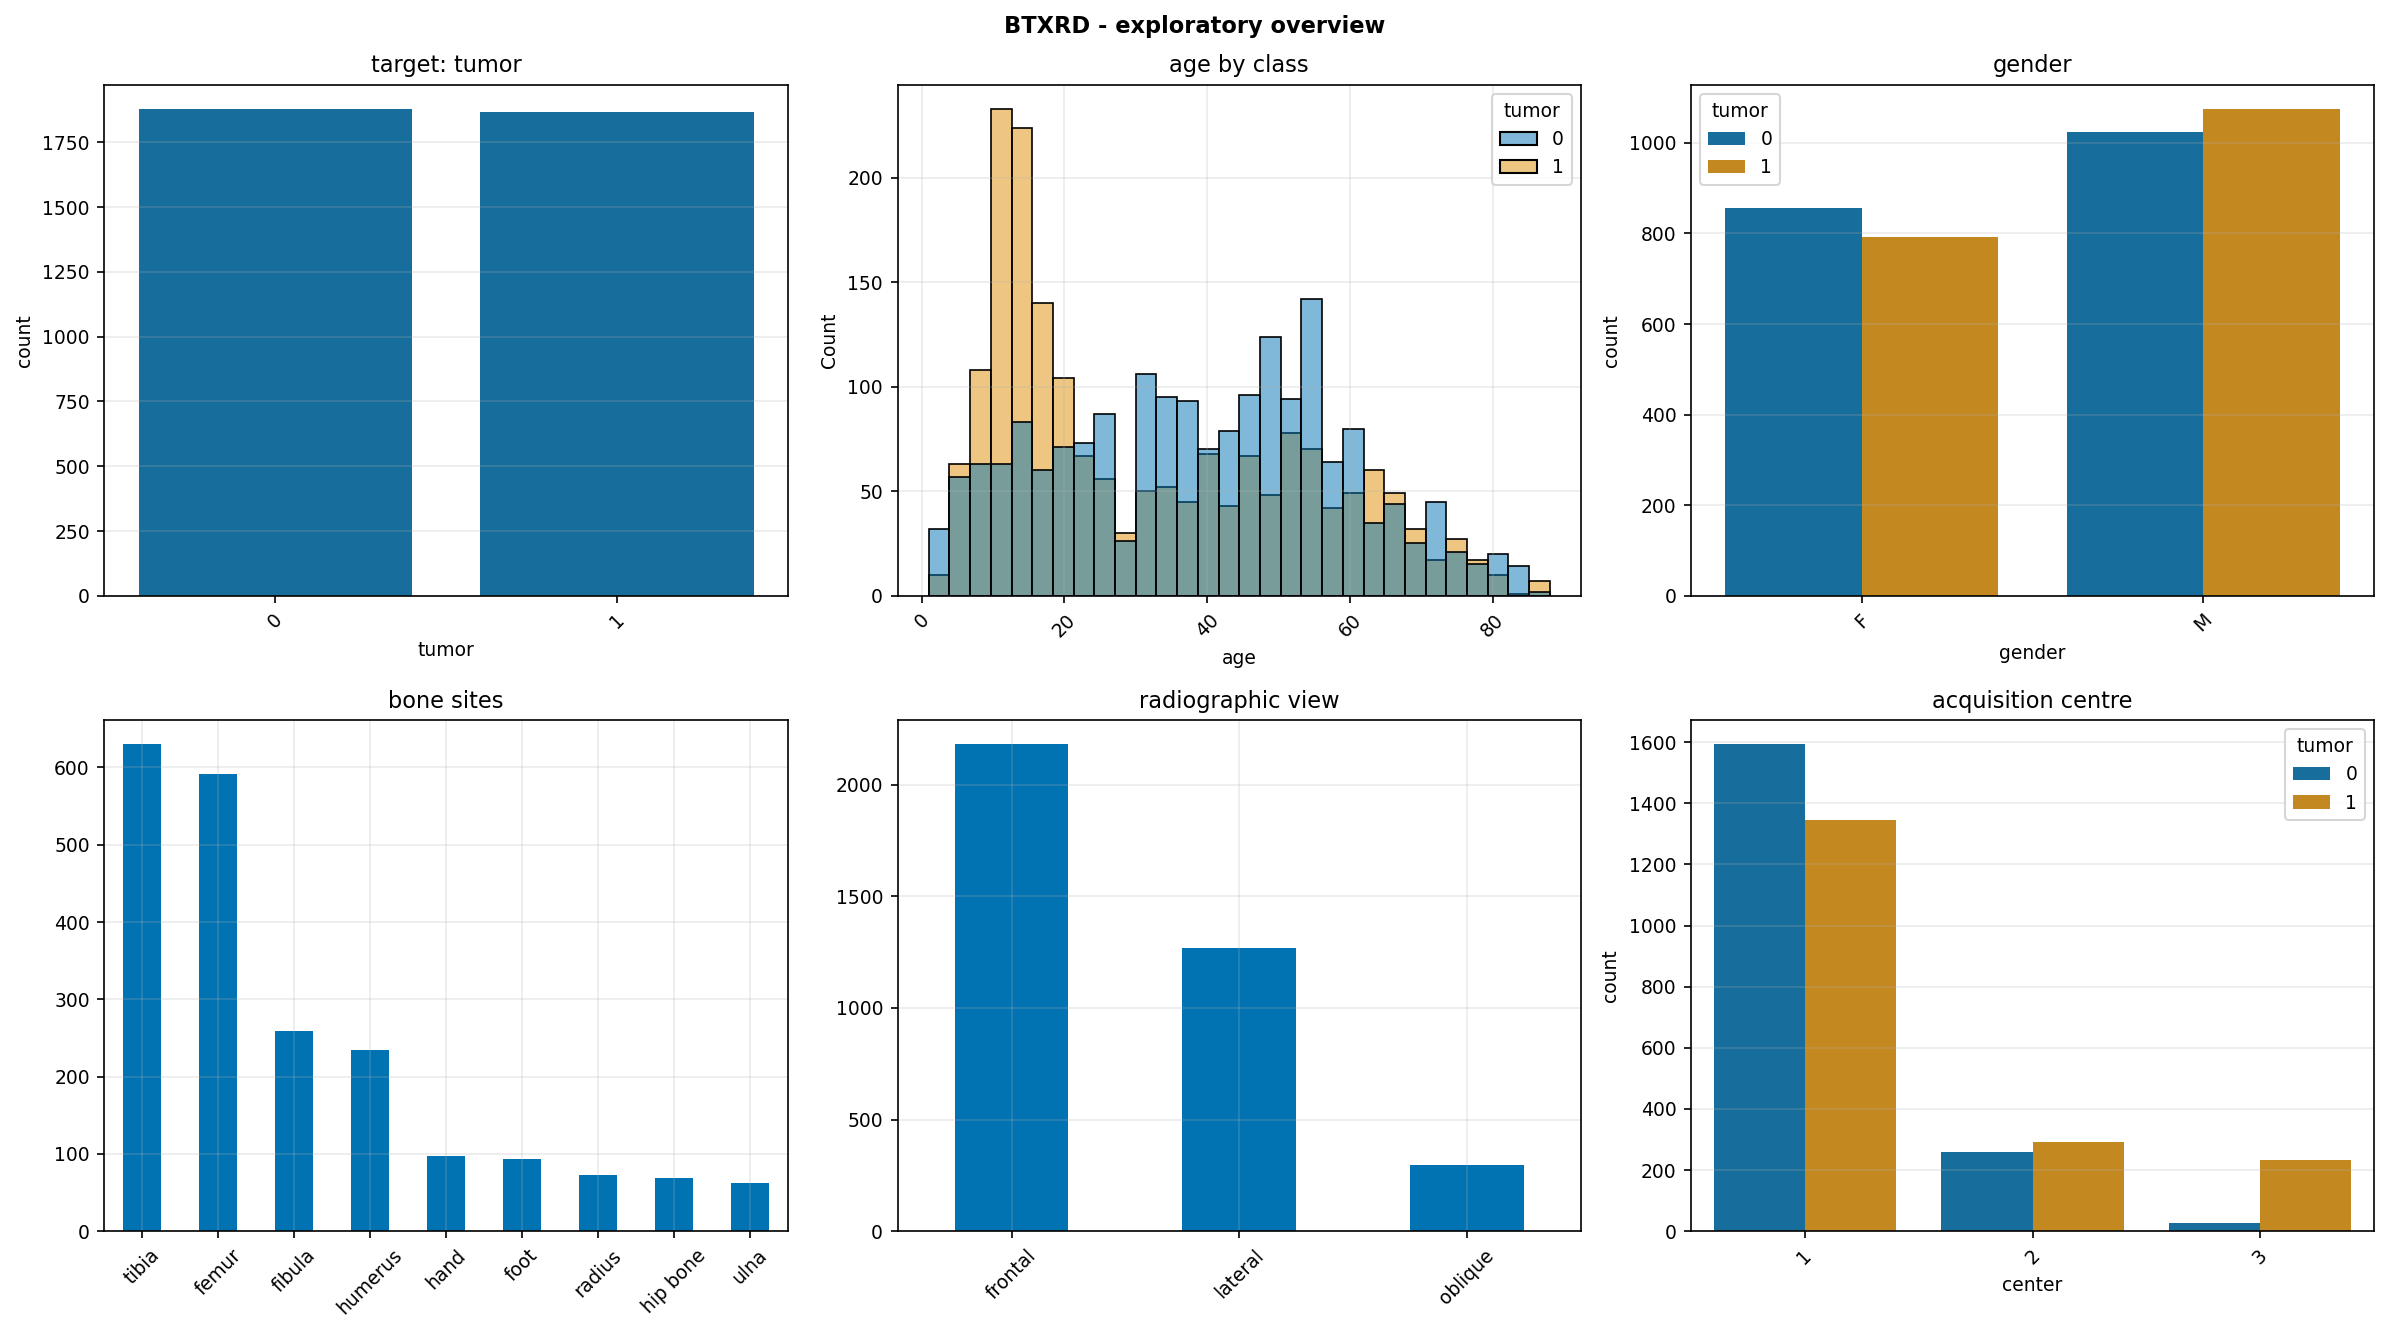 BTXRD - exploratory overview
target: tumor
count
0
250
500
750
1000
1250
1500
1750
0
1
tumor
age by class
Count
0
50
100
150
200
0
20
40
60
80
age
tumor
0
1
gender
count
0
200
400
600
800
1000
F
M
gender
tumor
0
1
bone sites
0
100
200
300
400
500
600
tibia
femur
fibula
humerus
hand
foot
radius
hip bone
ulna
radiographic view
0
500
1000
1500
2000
frontal
lateral
oblique
acquisition centre
count
0
200
400
600
800
1000
1200
1400
1600
1
2
3
center
tumor
0
1